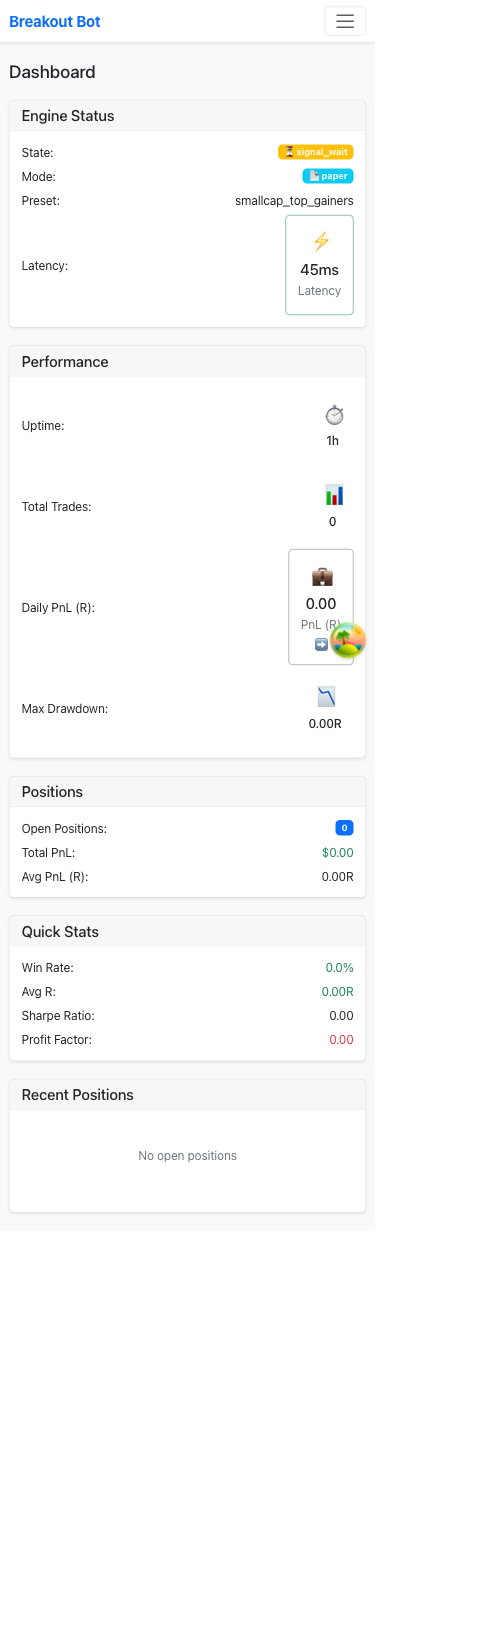 Breakout Bot
Dashboard
Engine Status
State: signal_wait
Mode: paper
Preset: smallcap_top_gainers
Latency: 45ms
Latency
Performance
Uptime: 1h
Total Trades: 0
Daily PnL (R): 0.00
PnL (R)
Max Drawdown: 0.00R
Positions
Open Positions: 0
Total PnL: $0.00
Avg PnL (R): 0.00R
Quick Stats
Win Rate: 0.0%
Avg R: 0.00R
Sharpe Ratio: 0.00
Profit Factor: 0.00
Recent Positions
No open positions